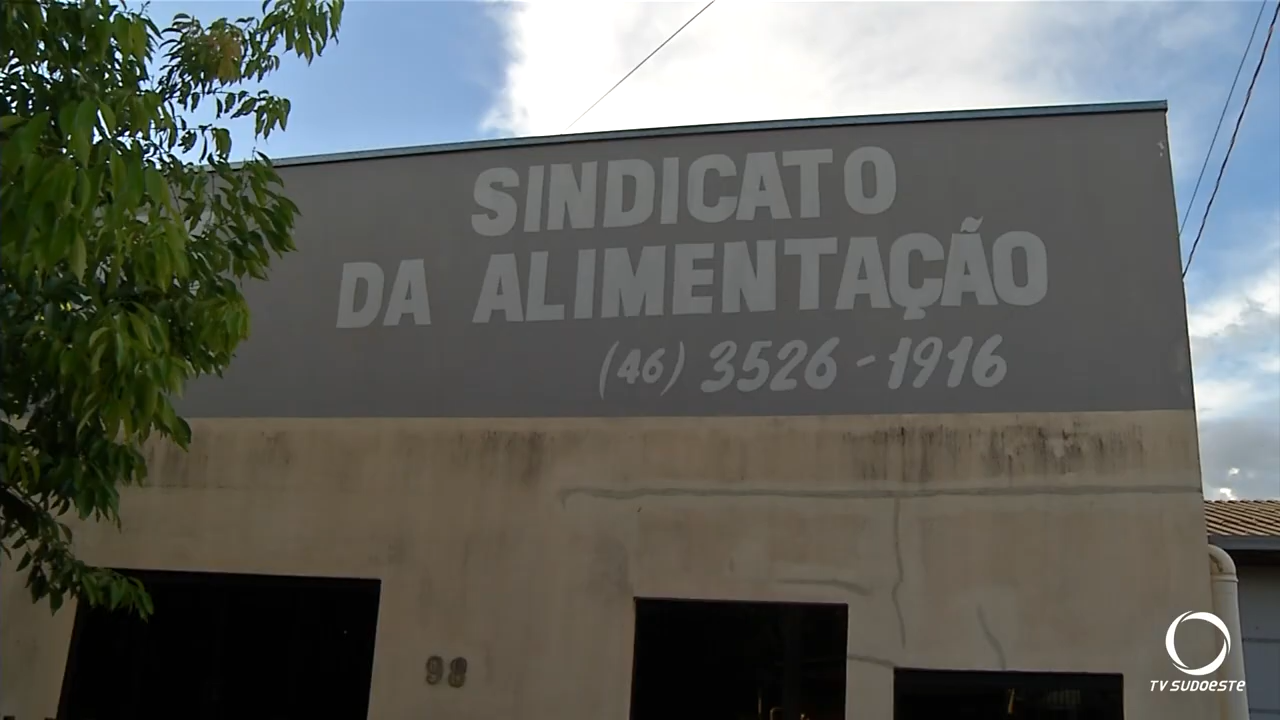 SINDICATO
DA ALIMENTAÇÃO
(46) 3526-1916
98
TV SUDOESTE